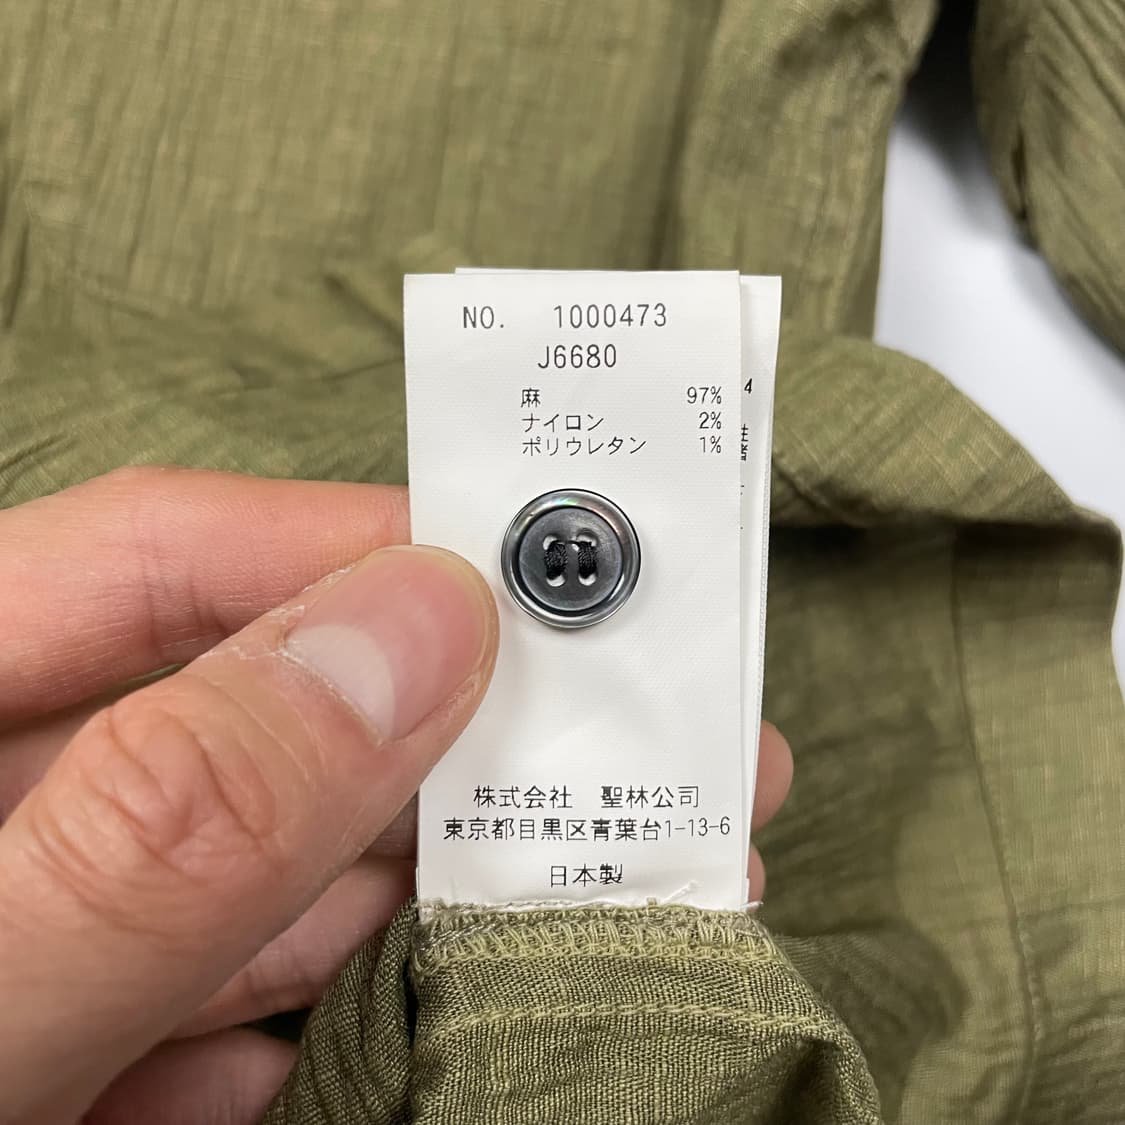 NO. 1000473
J6680
麻 97%
ナイロン 2%
ポリウレタン 1%
株式会社 聖林公司
東京都目黒区青葉台1-13-6
日本製
4